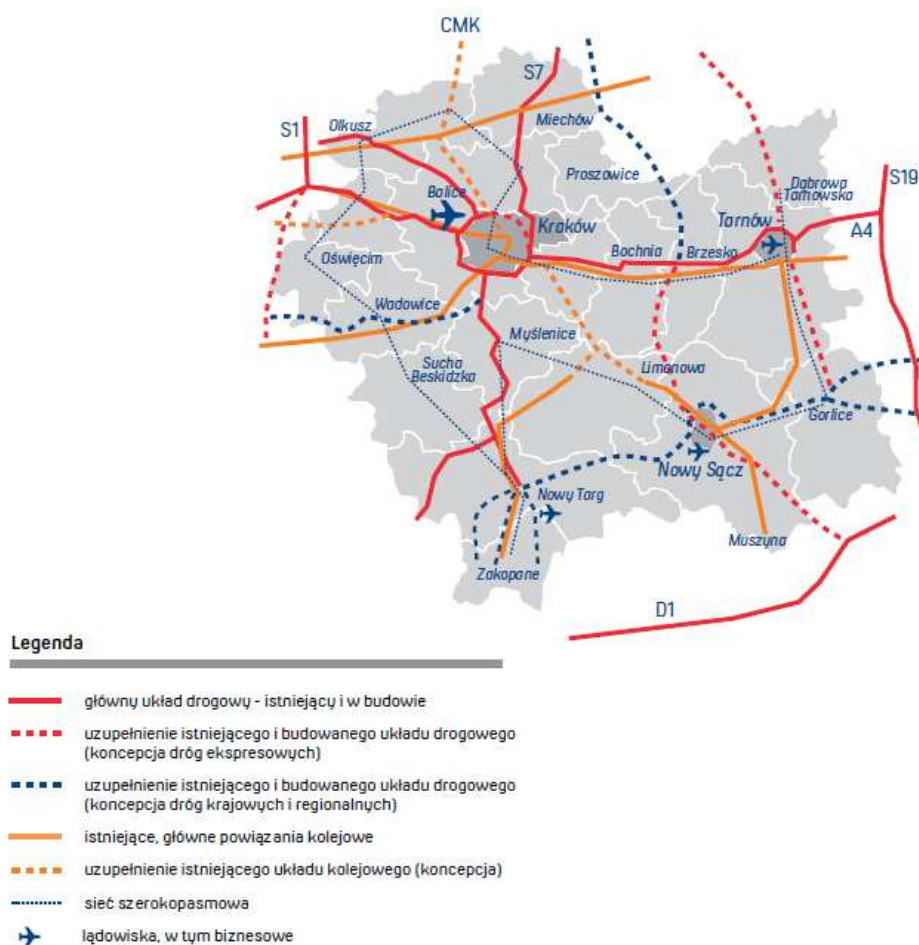 CMK
S7
S1
Olkusz
Miechów
Proszowice
S19
Balice
Dąbrowa
Tarnowska
Kraków
Tarnów
A4
Bochnia
Brzesko
Oświęcim
Wadowice
Myślenice
Sucha
Beskidzka
Limanowa
Gorlice
Nowy Sącz
Nowy Targ
Muszyna
Zakopane
D1
Legenda
główny układ drogowy - istniejący i w budowie
uzupełnienie istniejącego i budowanego układu drogowego
(koncepcja dróg ekspresowych)
uzupełnienie istniejącego i budowanego układu drogowego
(koncepcja dróg krajowych i regionalnych)
istniejące, główne powiązania kolejowe
uzupełnienie istniejącego układu kolejowego (koncepcja)
sieć szerokopasmowa
lądowiska, w tym biznesowe